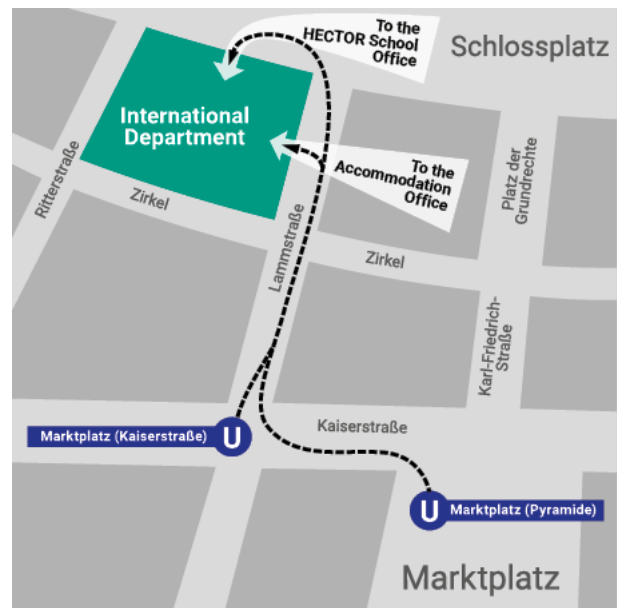 To the
HECTOR School
Office
Schlossplatz
International
Department
To the
Accommodation
Office
Platz der
Grundrechte
Ritterstraße
Zirkel
Lammstraße
Zirkel
Karl-Friedrich-
Straße
Kaiserstraße
Marktplatz (Kaiserstraße)
U
U
Marktplatz (Pyramide)
Marktplatz